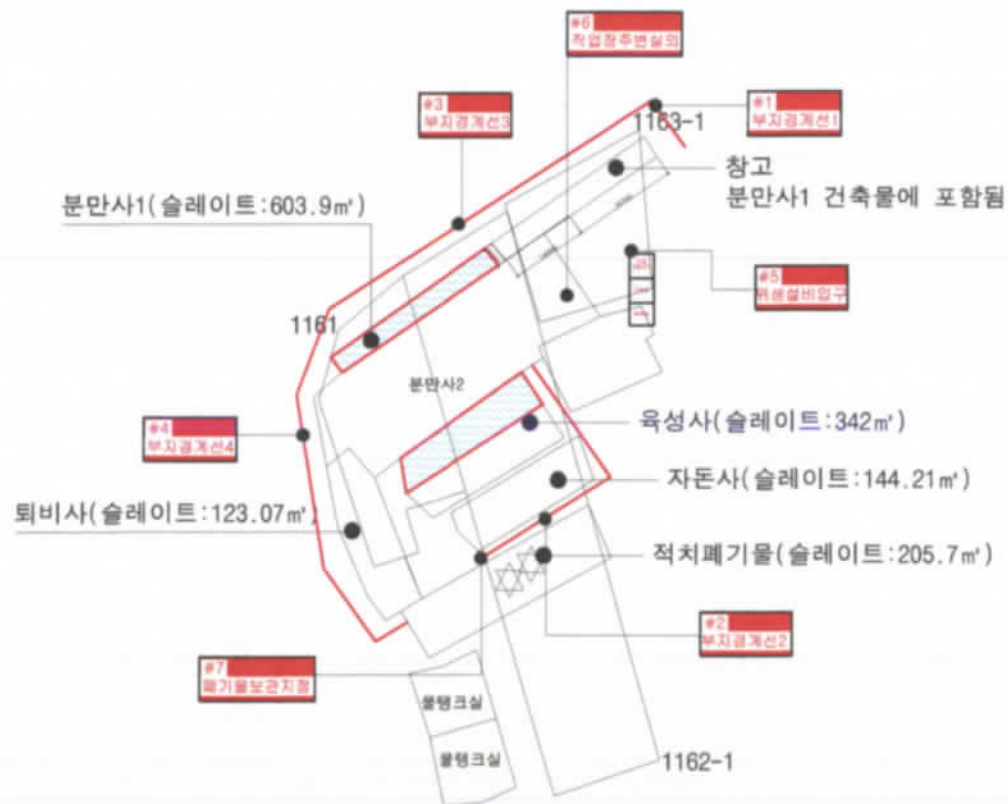 #6
작업장주변실외
#3
부지경계선3
#1
부지경계선1
1163-1
창고
분만사1 건축물에 포함됨
분만사1(슬레이트:603.9㎡)
#5
위생설비입구
1161
분만사2
#4
부지경계선4
육성사(슬레이트:342㎡)
자돈사(슬레이트:144.21㎡)
퇴비사(슬레이트:123.07㎡)
적치폐기물(슬레이트:205.7㎡)
#2
부지경계선2
#7
폐기물보관지점
물탱크실
물탱크실
1162-1